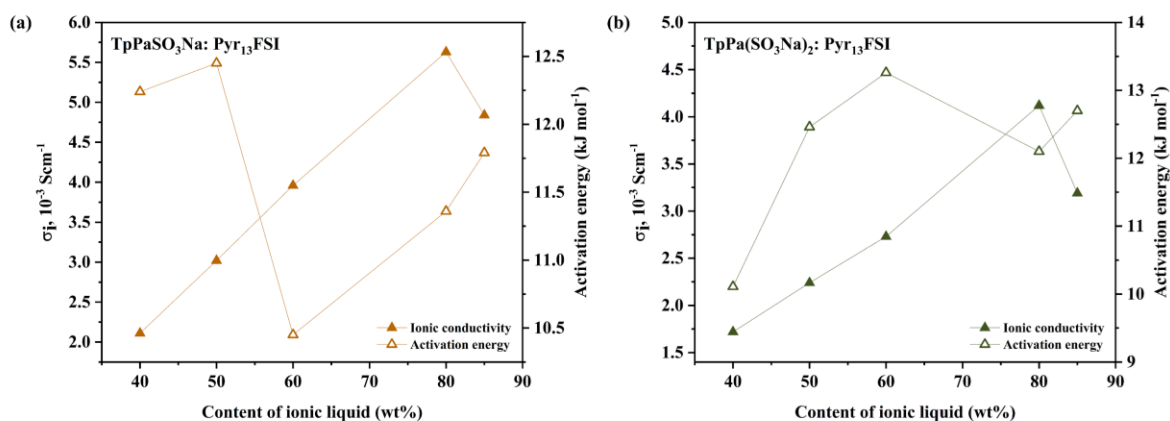 (a)
TpPaSO₃Na: Pyr₁₃FSI
σᵢ, 10⁻³ Scm⁻¹
6.0
5.5
5.0
4.5
4.0
3.5
3.0
2.5
2.0
Activation energy (kJ mol⁻¹)
12.5
12.0
11.5
11.0
10.5
Ionic conductivity
Activation energy
40 50 60 70 80 90
Content of ionic liquid (wt%)
(b)
TpPa(SO₃Na)₂: Pyr₁₃FSI
σᵢ, 10⁻³ Scm⁻¹
5.0
4.5
4.0
3.5
3.0
2.5
2.0
1.5
Activation energy (kJ mol⁻¹)
14
13
12
11
10
9
Ionic conductivity
Activation energy
40 50 60 70 80 90
Content of ionic liquid (wt%)